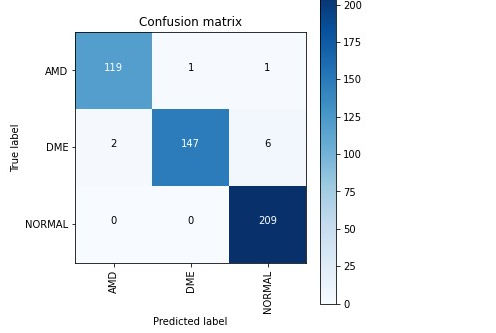 Confusion matrix
True label
AMD 119 1 1
DME 2 147 6
NORMAL 0 0 209
AMD DME NORMAL
Predicted label
200
175
150
125
100
75
50
25
0